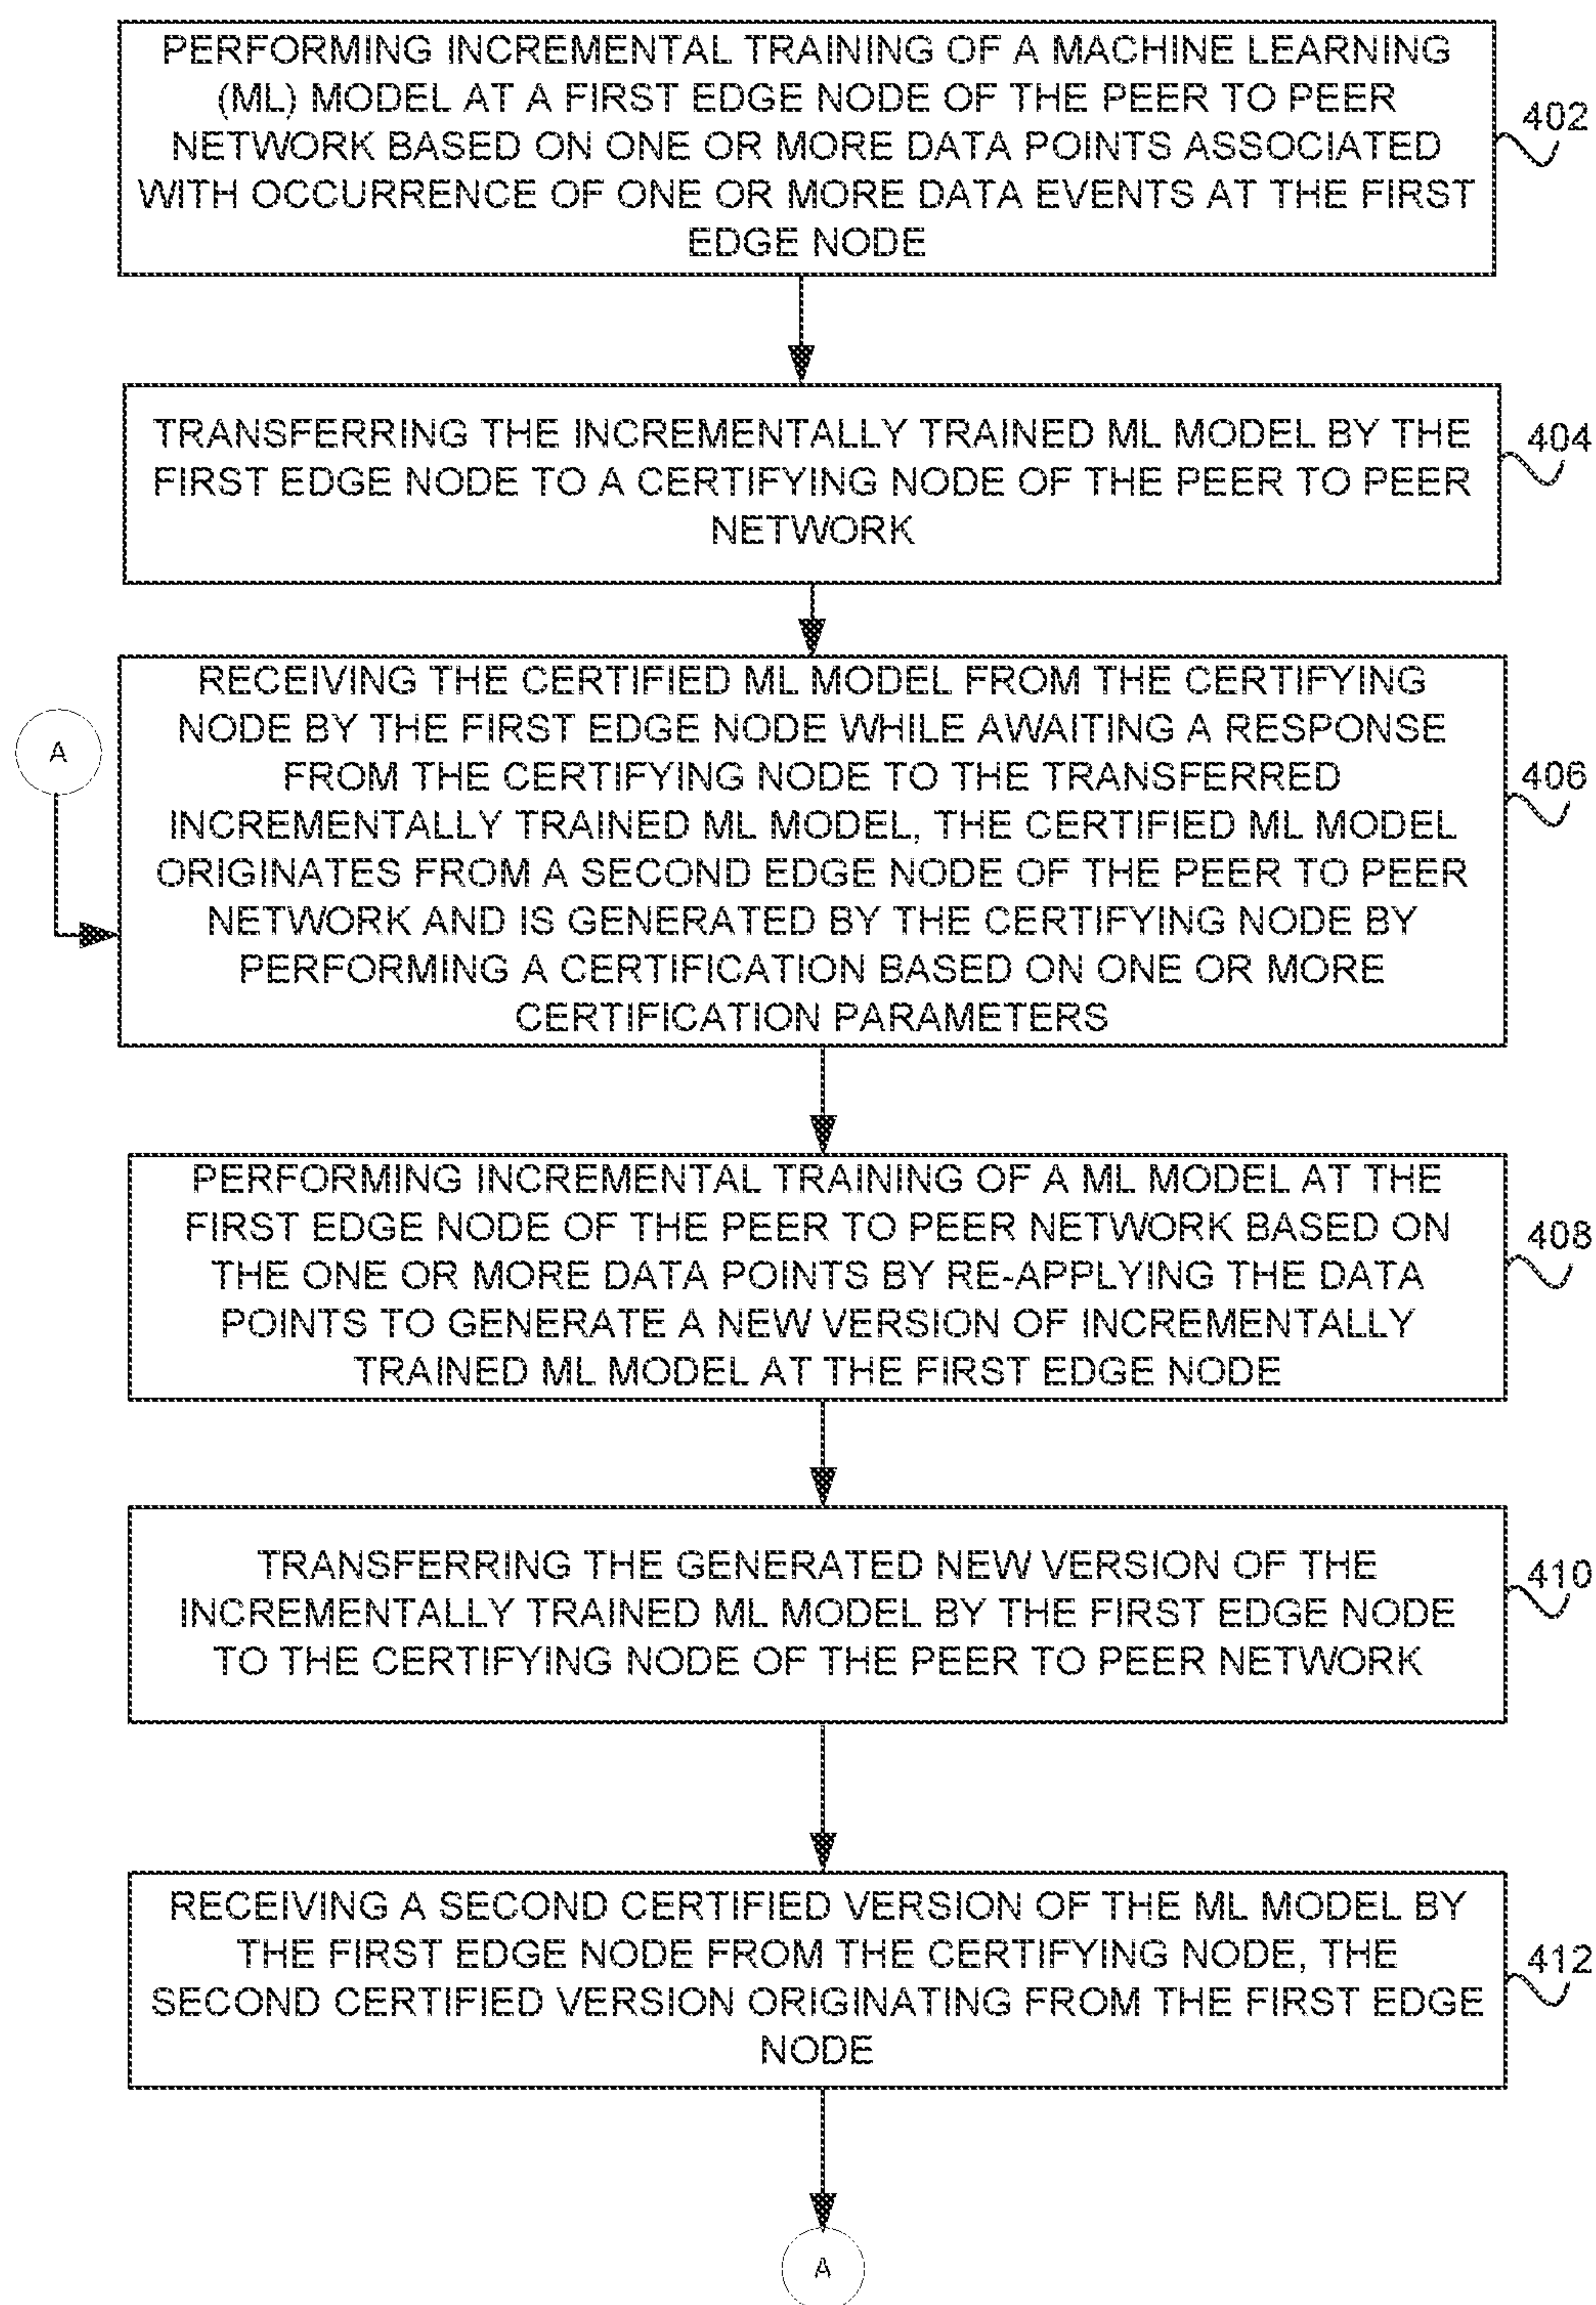 PERFORMING INCREMENTAL TRAINING OF A MACHINE LEARNING
(ML) MODEL AT A FIRST EDGE NODE OF THE PEER TO PEER
NETWORK BASED ON ONE OR MORE DATA POINTS ASSOCIATED
WITH OCCURRENCE OF ONE OR MORE DATA EVENTS AT THE FIRST
EDGE NODE
402
TRANSFERRING THE INCREMENTALLY TRAINED ML MODEL BY THE
FIRST EDGE NODE TO A CERTIFYING NODE OF THE PEER TO PEER
NETWORK
404
A
RECEIVING THE CERTIFIED ML MODEL FROM THE CERTIFYING
NODE BY THE FIRST EDGE NODE WHILE AWAITING A RESPONSE
FROM THE CERTIFYING NODE TO THE TRANSFERRED
INCREMENTALLY TRAINED ML MODEL, THE CERTIFIED ML MODEL
ORIGINATES FROM A SECOND EDGE NODE OF THE PEER TO PEER
NETWORK AND IS GENERATED BY THE CERTIFYING NODE BY
PERFORMING A CERTIFICATION BASED ON ONE OR MORE
CERTIFICATION PARAMETERS
406
PERFORMING INCREMENTAL TRAINING OF A ML MODEL AT THE
FIRST EDGE NODE OF THE PEER TO PEER NETWORK BASED ON
THE ONE OR MORE DATA POINTS BY RE-APPLYING THE DATA
POINTS TO GENERATE A NEW VERSION OF INCREMENTALLY
TRAINED ML MODEL AT THE FIRST EDGE NODE
408
TRANSFERRING THE GENERATED NEW VERSION OF THE
INCREMENTALLY TRAINED ML MODEL BY THE FIRST EDGE NODE
TO THE CERTIFYING NODE OF THE PEER TO PEER NETWORK
410
RECEIVING A SECOND CERTIFIED VERSION OF THE ML MODEL BY
THE FIRST EDGE NODE FROM THE CERTIFYING NODE, THE
SECOND CERTIFIED VERSION ORIGINATING FROM THE FIRST EDGE
NODE
412
A